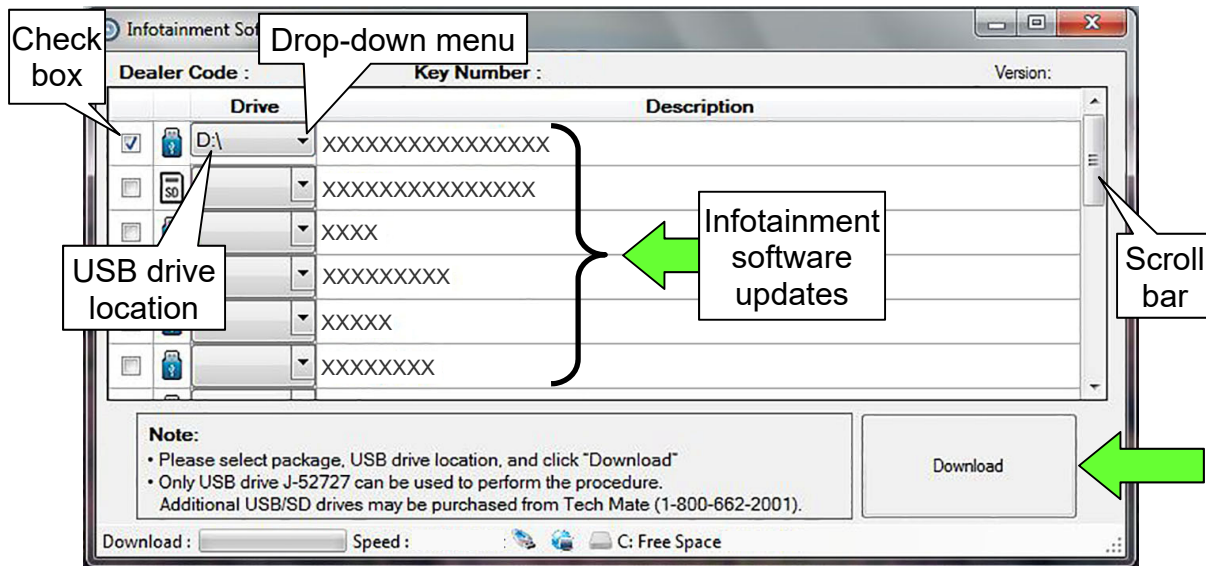 Infotainment Sof
Check
box
Drop-down menu
Dealer Code :
Key Number :
Version:
Drive
Description
D:\
XXXXXXXXXXXXXXXX
SD
XXXXXXXXXXXXXXX
XXXX
XXXXXXXXX
XXXXX
XXXXXXXX
USB drive
location
Infotainment
software
updates
Scroll
bar
Note:
• Please select package, USB drive location, and click "Download"
• Only USB drive J-52727 can be used to perform the procedure.
Additional USB/SD drives may be purchased from Tech Mate (1-800-662-2001).
Download
Download :
Speed :
:
C: Free Space